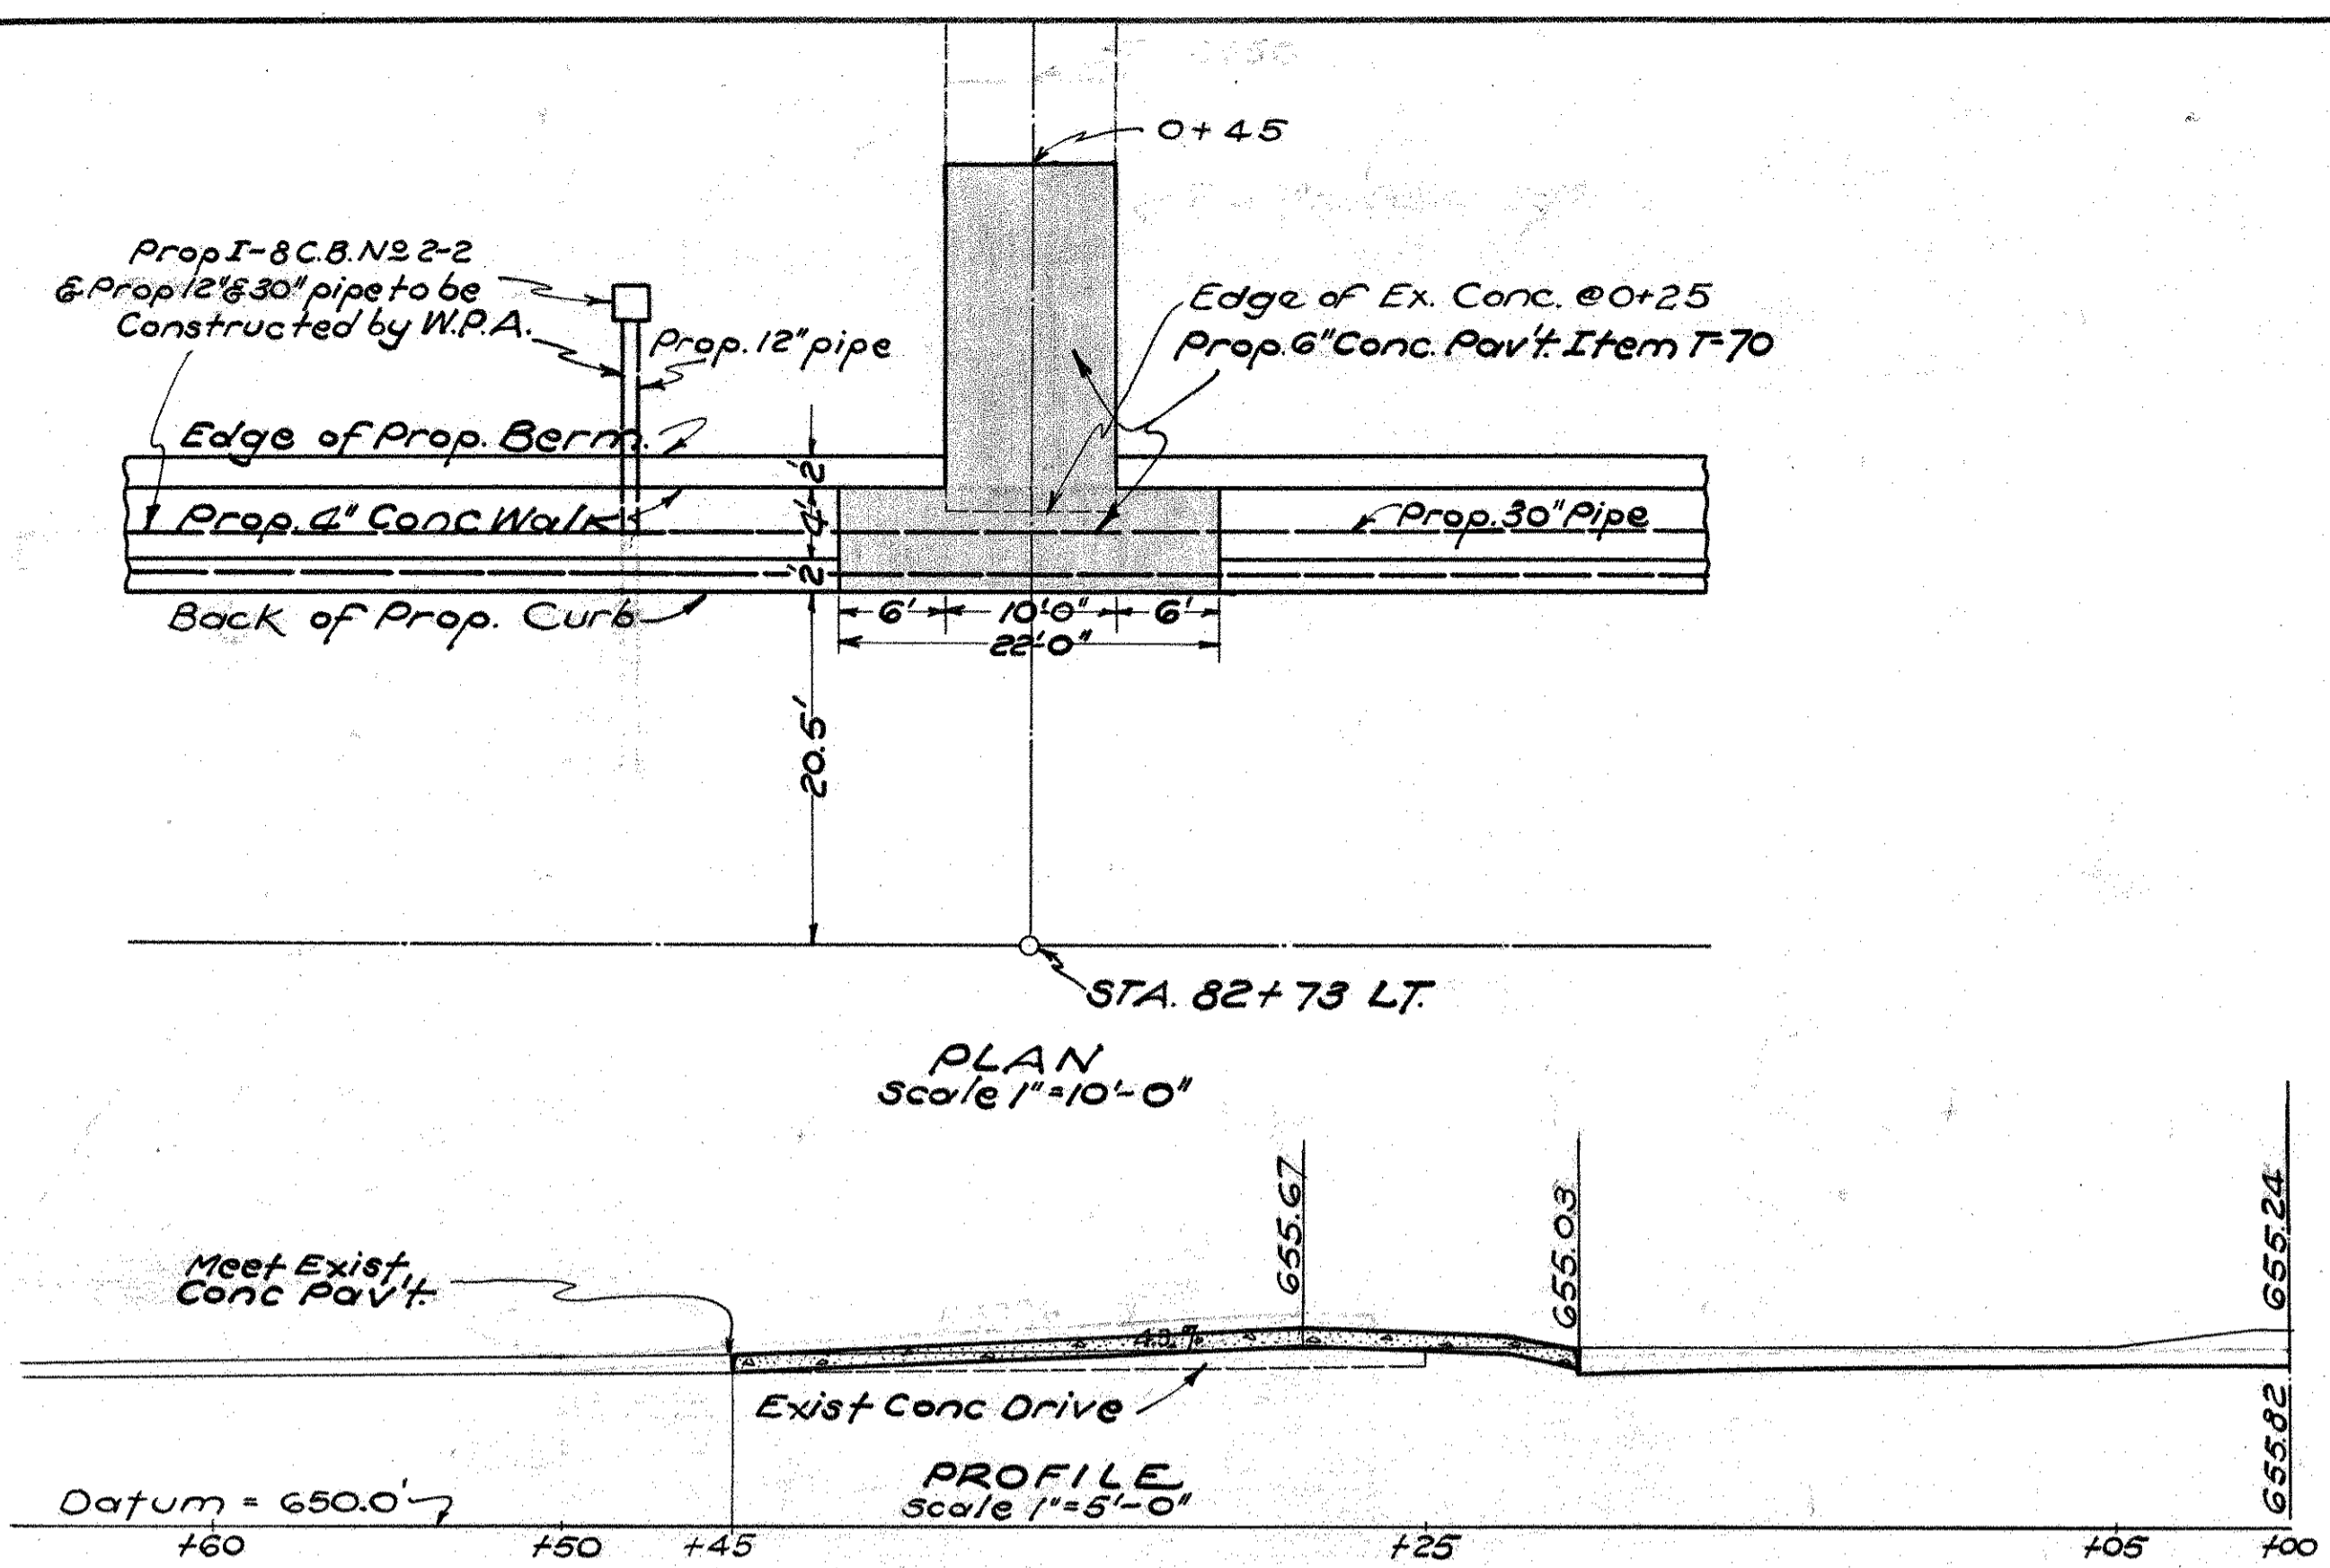 0+45
Prop I-8 C.B. Nº 2-2
& Prop 12"&30" pipe to be
Constructed by W.P.A.
Prop. 12" pipe
Edge of Ex. Conc. @0+25
Prop. 6" Conc. Pav't. Item T-70
Edge of Prop. Berm.
2'
Prop. 4" Conc Walk
4'
Prop. 30" Pipe
2'
Back of Prop. Curb
6'
10'-0"
6'
22'-0"
20.5'
STA. 82+73 LT.
PLAN
Scale 1"=10'-0"
655.67
655.03
655.24
Meet Exist.
Conc Pav't.
Exist Conc Drive
655.82
PROFILE
Scale 1"=5'-0"
Datum = 650.0'
+60
+50
+45
+25
+05
+00